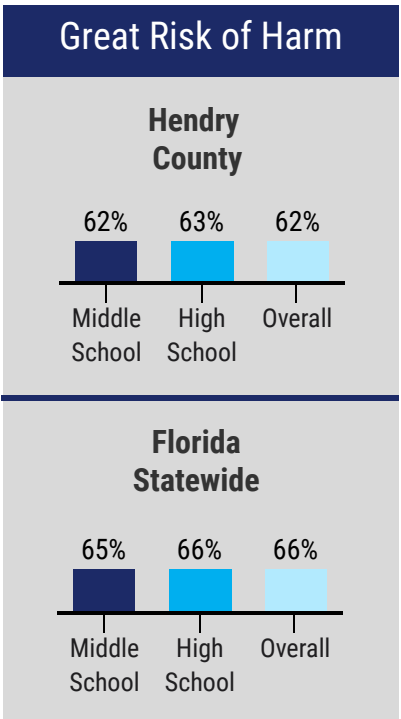 Great Risk of Harm
Hendry
County
62% 63% 62%
Middle High Overall
School School
Florida
Statewide
65% 66% 66%
Middle High Overall
School School